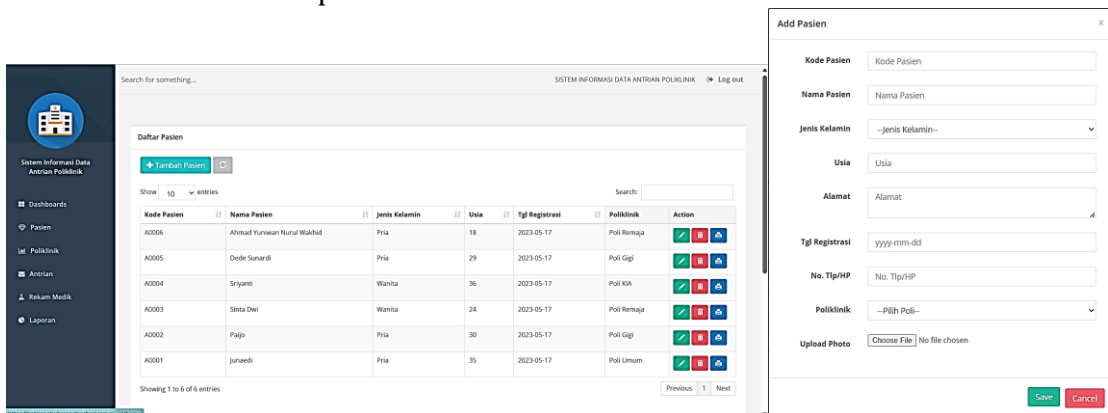 Search for something...
SISTEM INFORMASI DATA ANTRIAN POLIKLINIK Log out
Sistem Informasi Data
Antrian Poliklinik
Dashboards
Pasien
Poliklinik
Antrian
Rekam Medik
Laporan
Daftar Pasien
+ Tambah Pasien
Show 10 entries
Search:
Kode Pasien Nama Pasien Jenis Kelamin Usia Tgl Registrasi Poliklinik Action
A0006 Ahmad Yuniwan Nurul Wakhid Pria 18 2023-05-17 Poli Remaja
A0005 Dede Sunardi Pria 29 2023-05-17 Poli Gigi
A0004 Sriyanti Wanita 36 2023-05-17 Poli KIA
A0003 Sinta Dwi Wanita 24 2023-05-17 Poli Remaja
A0002 Paijo Pria 30 2023-05-17 Poli Gigi
A0001 Junaedi Pria 35 2023-05-17 Poli Umum
Showing 1 to 6 of 6 entries
Previous 1 Next
Add Pasien ×
Kode Pasien Kode Pasien
Nama Pasien Nama Pasien
Jenis Kelamin --Jenis Kelamin--
Usia Usia
Alamat Alamat
Tgl Registrasi yyyy-mm-dd
No. Tlp/HP No. Tlp/HP
Poliklinik --Pilih Poli--
Upload Photo Choose File No file chosen
Save Cancel